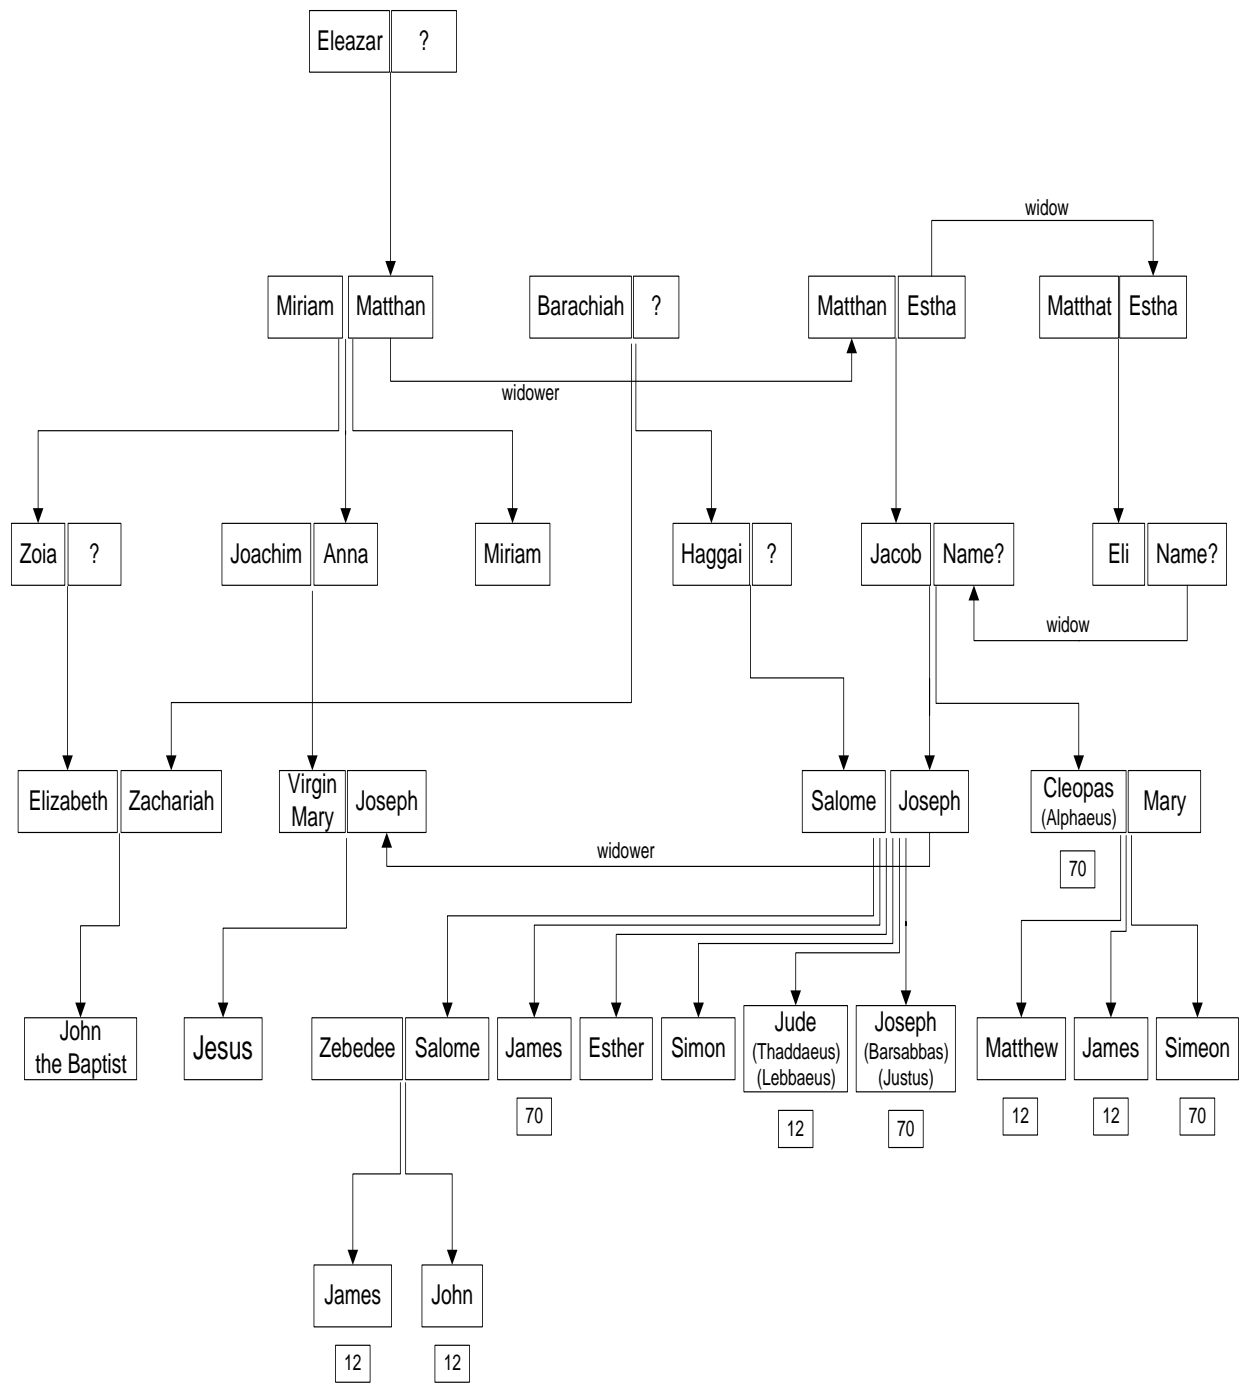 Eleazar
?
widow
Miriam
Matthan
Barachiah
?
Matthan
Estha
Matthat
Estha
widower
Zoia
?
Joachim
Anna
Miriam
Haggai
?
Jacob
Name?
Eli
Name?
widow
Elizabeth
Zachariah
Virgin
Mary
Joseph
Salome
Joseph
Cleopas
(Alphaeus)
Mary
widower
70
John
the Baptist
Jesus
Zebedee
Salome
James
Esther
Simon
Jude
(Thaddaeus)
(Lebbaeus)
Joseph
(Barsabbas)
(Justus)
Matthew
James
Simeon
70
12
70
12
12
70
James
John
12
12